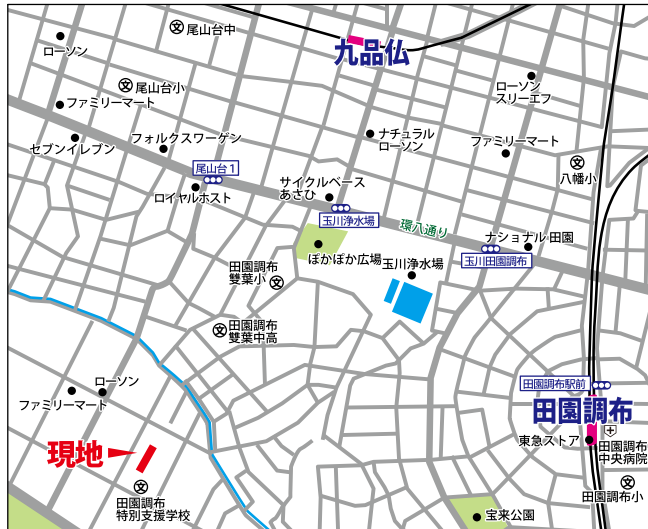 尾山台中
九品仏
ローソン
尾山台小
ローソン
スリーエフ
ファミリーマート
ナチュラル
ローソン
フォルクスワーゲン
ファミリーマート
セブンイレブン
尾山台1
八幡小
ロイヤルホスト
サイクルベース
あさひ
玉川浄水場
環八通り
ナショナル田園
ぽかぽか広場
玉川浄水場
玉川田園調布
田園調布
雙葉小
田園調布
雙葉中高
ローソン
ファミリーマート
田園調布駅前
田園調布
東急ストア
田園調布
中央病院
現地
田園調布
特別支援学校
田園調布小
宝来公園
文
文
文
文
文
文
文